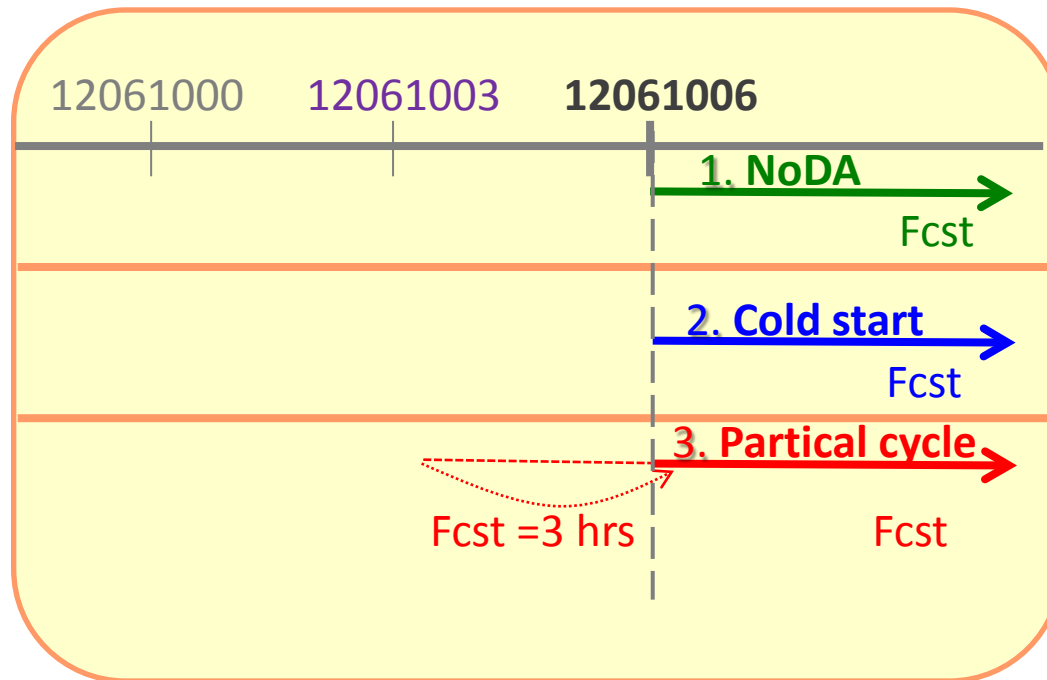 12061000 12061003 12061006
1. NoDA
Fcst
2. Cold start
Fcst
3. Partical cycle
Fcst =3 hrs Fcst